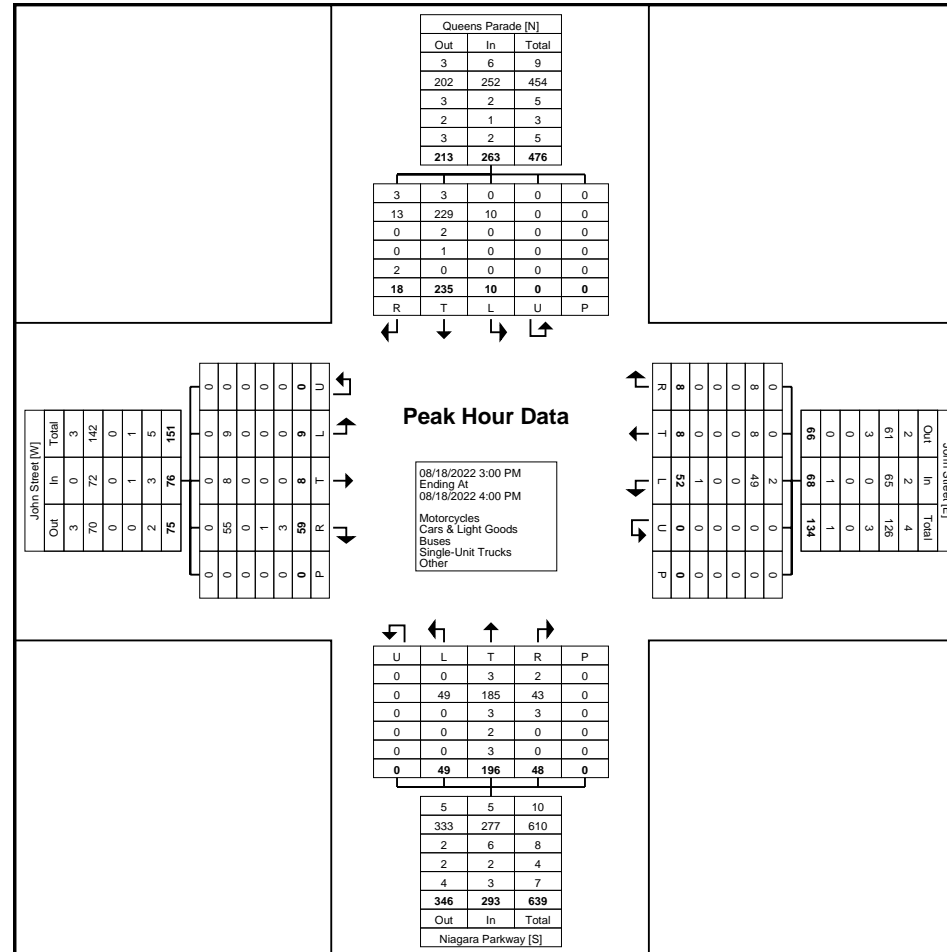 Queens Parade [N]
Out In Total
3 6 9
202 252 454
3 2 5
2 1 3
3 2 5
213 263 476
3 3 0 0 0
13 229 10 0 0
0 2 0 0 0
0 1 0 0 0
2 0 0 0 0
18 235 10 0 0
R T L U P
John Street [W]
Total In Out
3 0 3
142 72 70
0 0 0
1 1 0
5 3 2
151 76 75
0 0 0 0 0
0 9 8 55 0
0 0 0 0 0
0 0 0 1 0
0 0 0 3 0
0 9 8 59 0
U L T R P
Peak Hour Data
08/18/2022 3:00 PM
Ending At
08/18/2022 4:00 PM
Motorcycles
Cars & Light Goods
Buses
Single-Unit Trucks
Other
R T L U P
8 8 52 0 0
0 0 1 0 0
0 0 0 0 0
0 0 0 0 0
8 8 49 0 0
0 0 2 0 0
66 68 134
0 1 1
0 0 0
3 0 3
61 65 126
2 2 4
Out In Total
John Street [E]
U L T R P
0 0 3 2 0
0 49 185 43 0
0 0 3 3 0
0 0 2 0 0
0 0 3 0 0
0 49 196 48 0
5 5 10
333 277 610
2 6 8
2 2 4
4 3 7
346 293 639
Out In Total
Niagara Parkway [S]